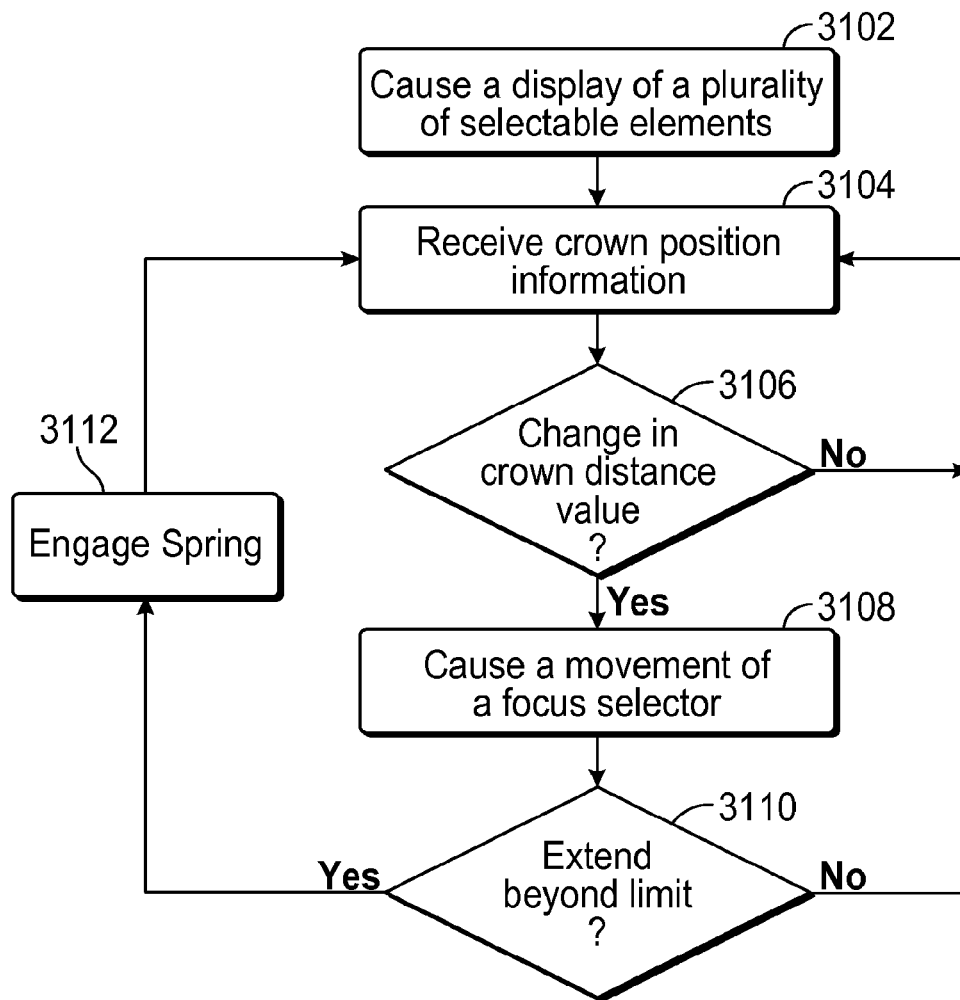 3102
Cause a display of a plurality
of selectable elements
3104
Receive crown position
information
3106
Change in
crown distance
value
?
No
3112
Engage Spring
Yes
3108
Cause a movement of
a focus selector
3110
Extend
beyond limit
?
Yes
No